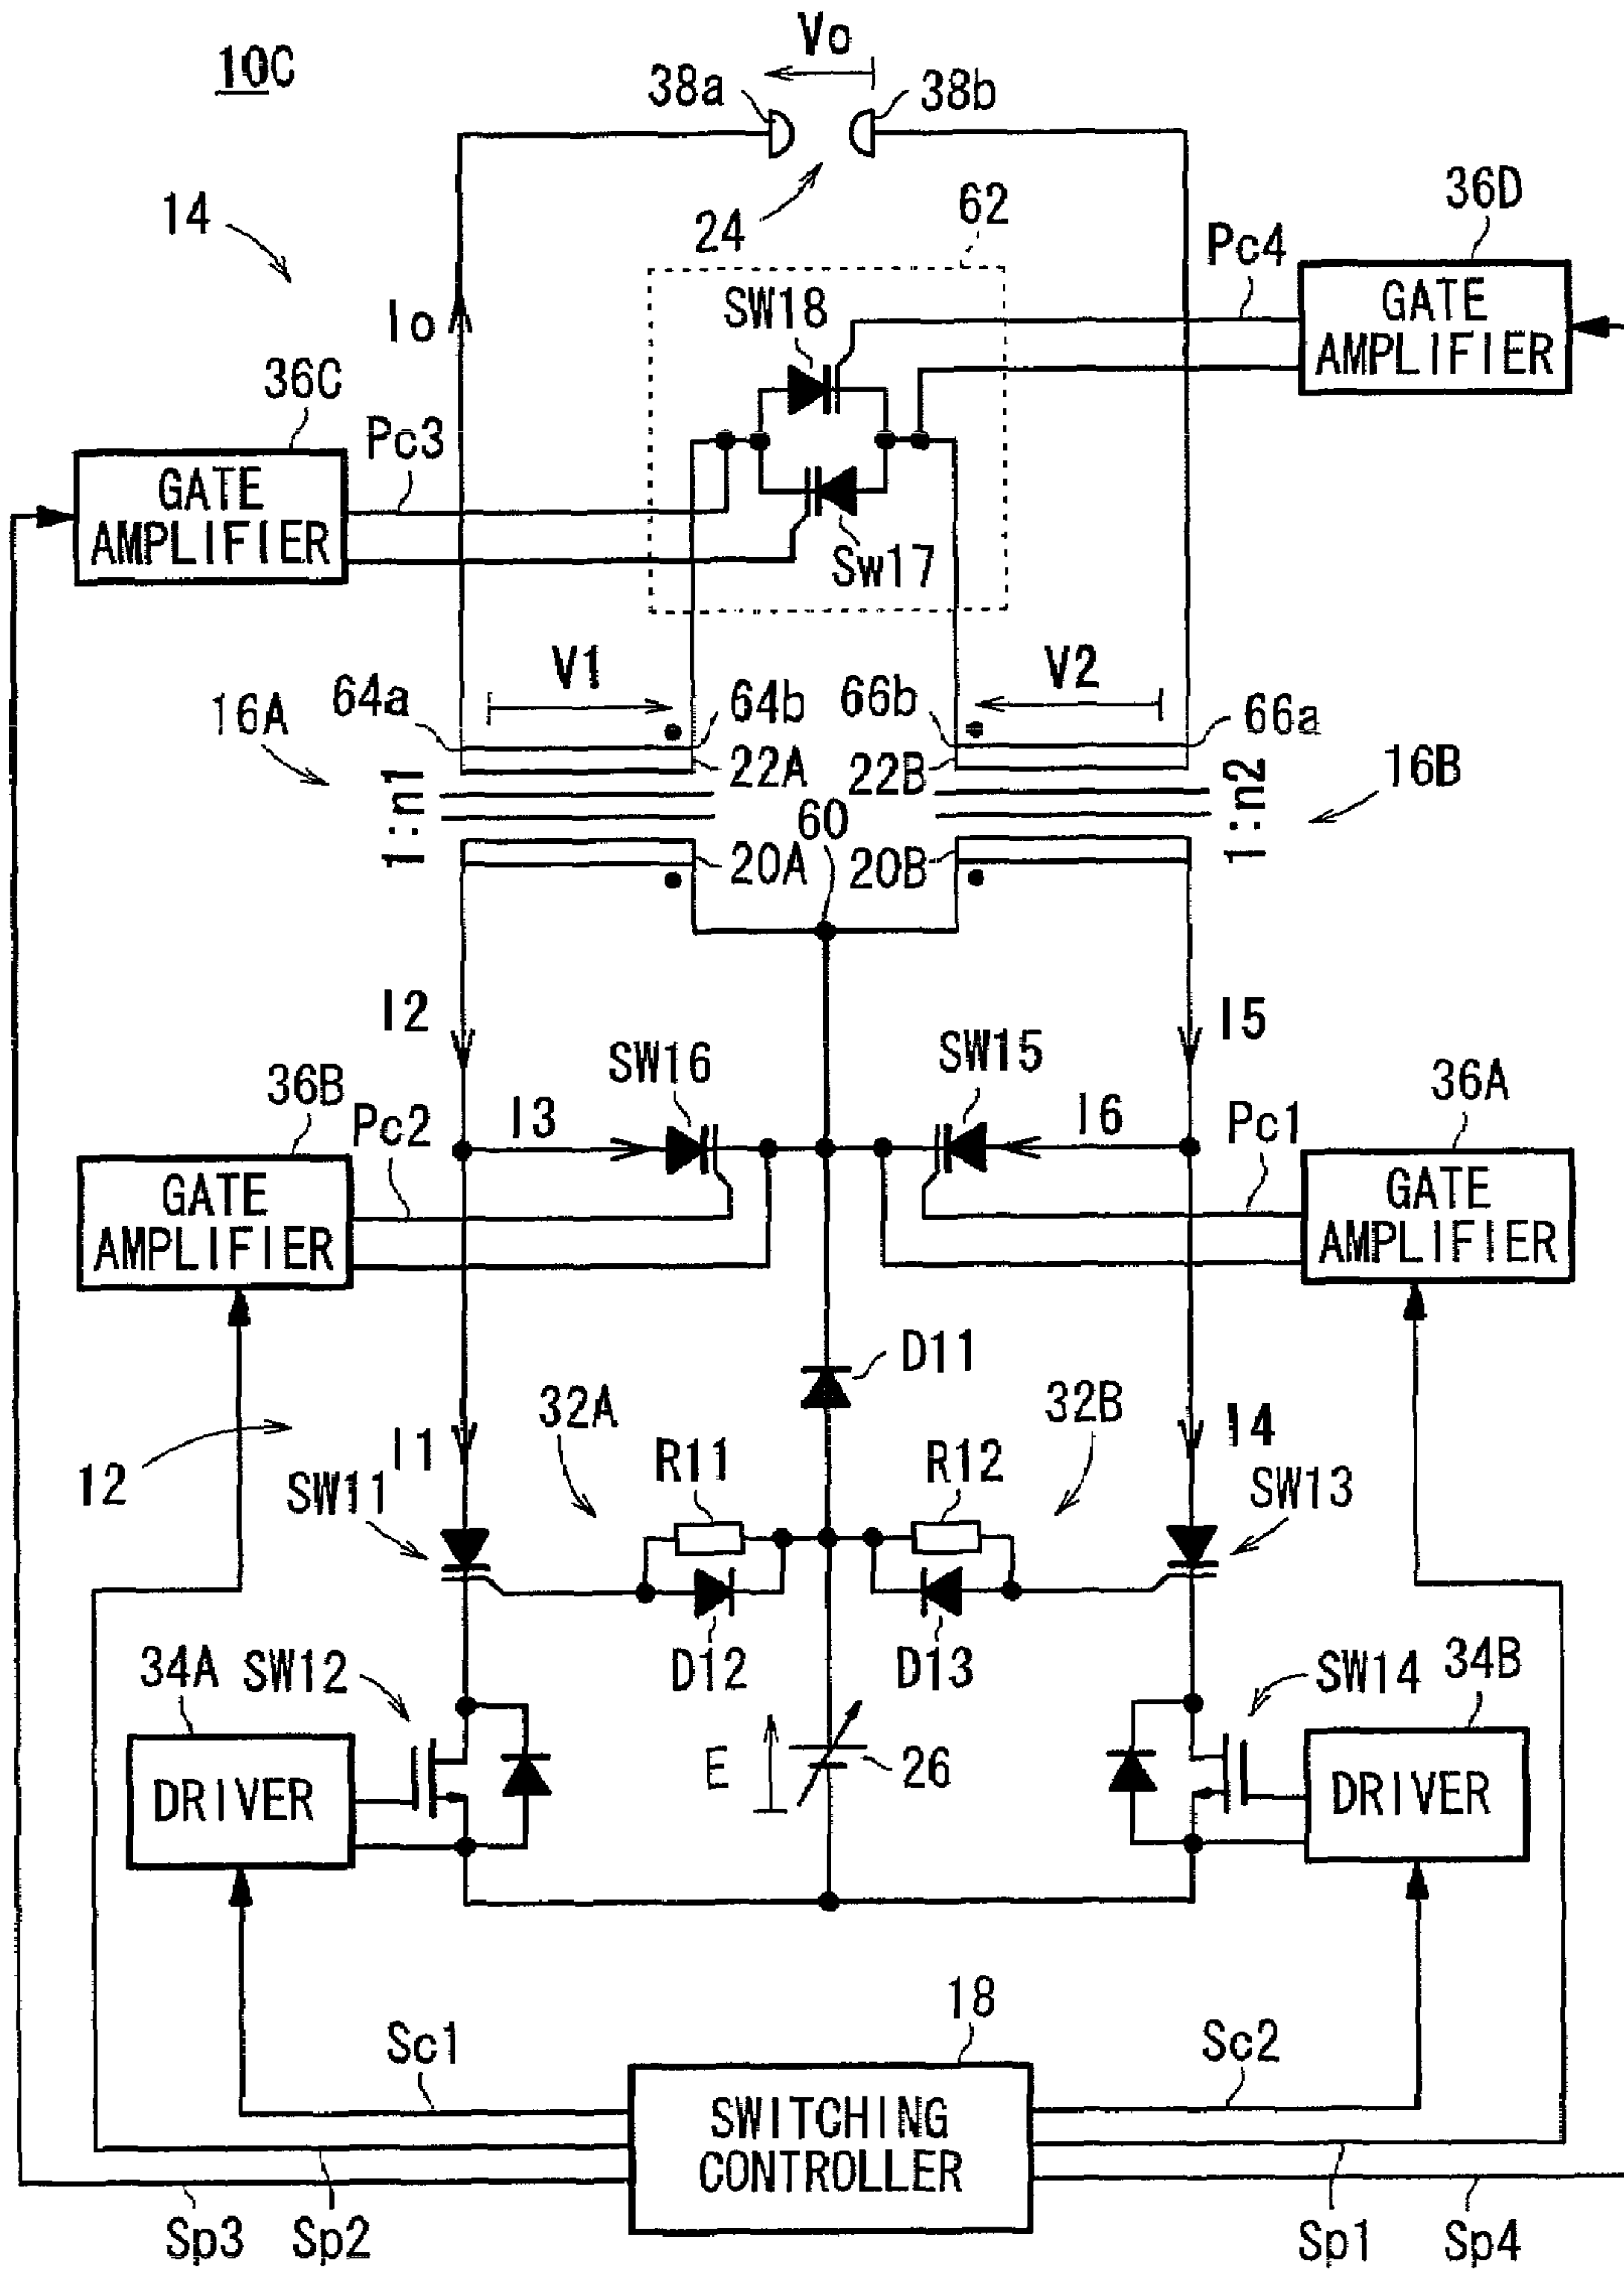 10C
Vo
38a
38b
14
24
62
36D
Pc4
GATE
AMPLIFIER
SW18
Io
36C
Pc3
GATE
AMPLIFIER
Sw17
V1
V2
64a
64b
66b
66a
16A
22A
22B
16B
1:n1
1:n2
60
20A
20B
I2
I5
SW16
SW15
36B
36A
Pc2
I3
I6
Pc1
GATE
AMPLIFIER
GATE
AMPLIFIER
D11
32A
32B
12
I1
I4
R11
R12
SW11
SW13
D12
D13
34A
SW12
SW14
34B
DRIVER
E
26
DRIVER
18
Sc1
Sc2
SWITCHING
CONTROLLER
Sp3
Sp2
Sp1
Sp4